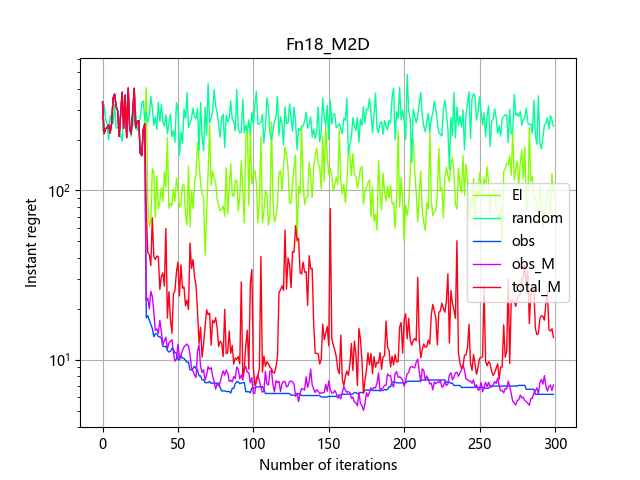 Fn18_M2D
Instant regret
10²
10¹
EI
random
obs
obs_M
total_M
0 50 100 150 200 250 300
Number of iterations